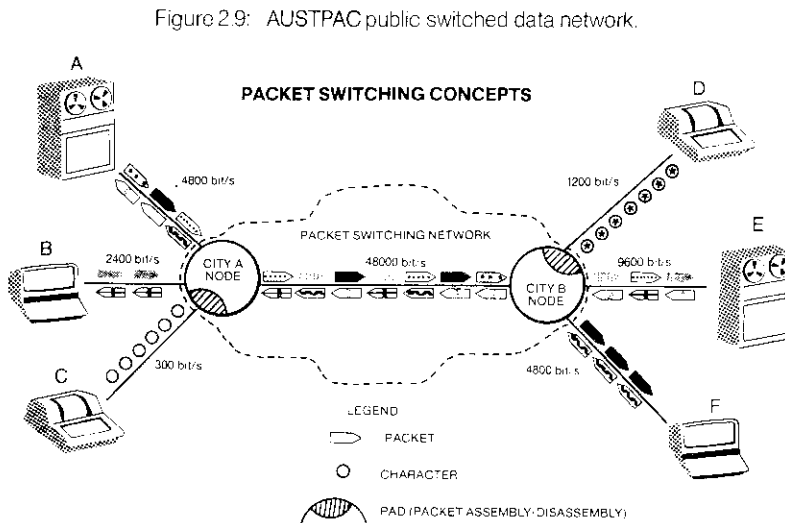 Figure 2.9: AUSTPAC public switched data network.
PACKET SWITCHING CONCEPTS
A
4800 bit/s
B
2400 bit/s
C
300 bit/s
CITY A
NODE
PACKET SWITCHING NETWORK
48000 bit/s
CITY B
NODE
D
1200 bit/s
E
9600 bit/s
F
4800 bit/s
LEGEND
PACKET
CHARACTER
PAD (PACKET ASSEMBLY-DISASSEMBLY)